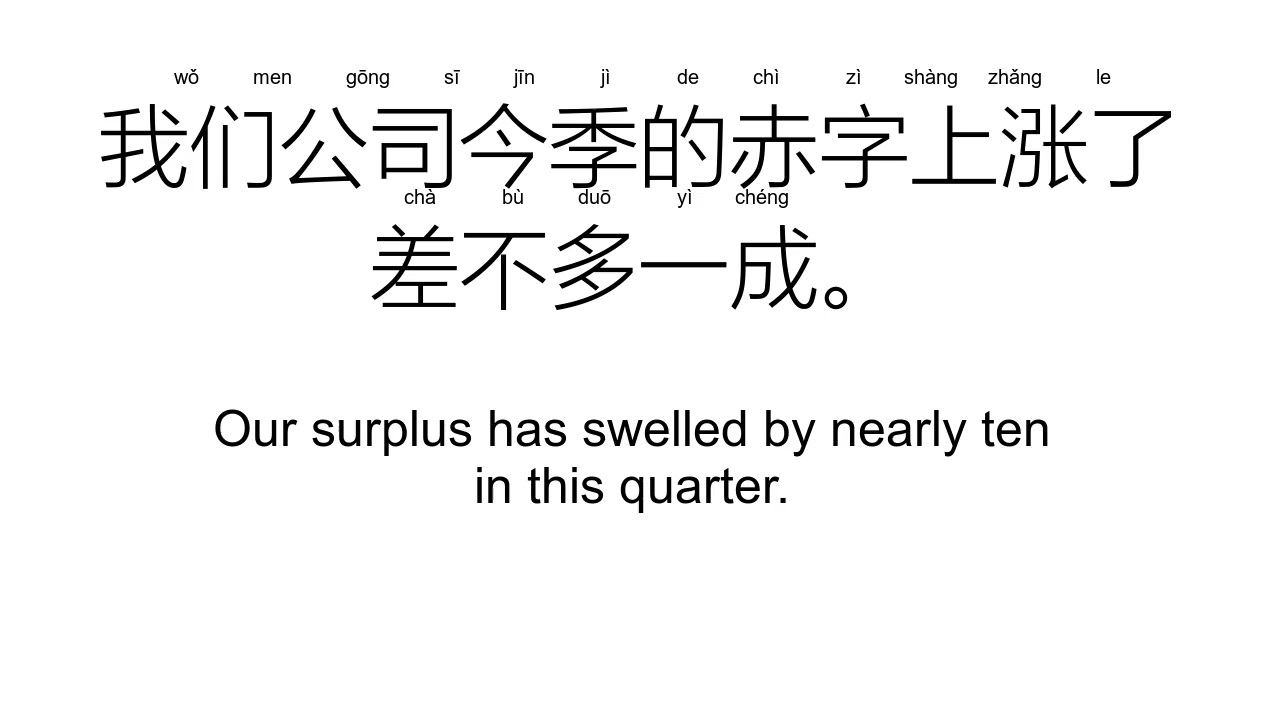 wǒ men gōng sī jīn jì de chì zì shàng zhǎng le
我们公司今季的赤字上涨了
chà bù duō yì chéng
差不多一成。
Our surplus has swelled by nearly ten
in this quarter.